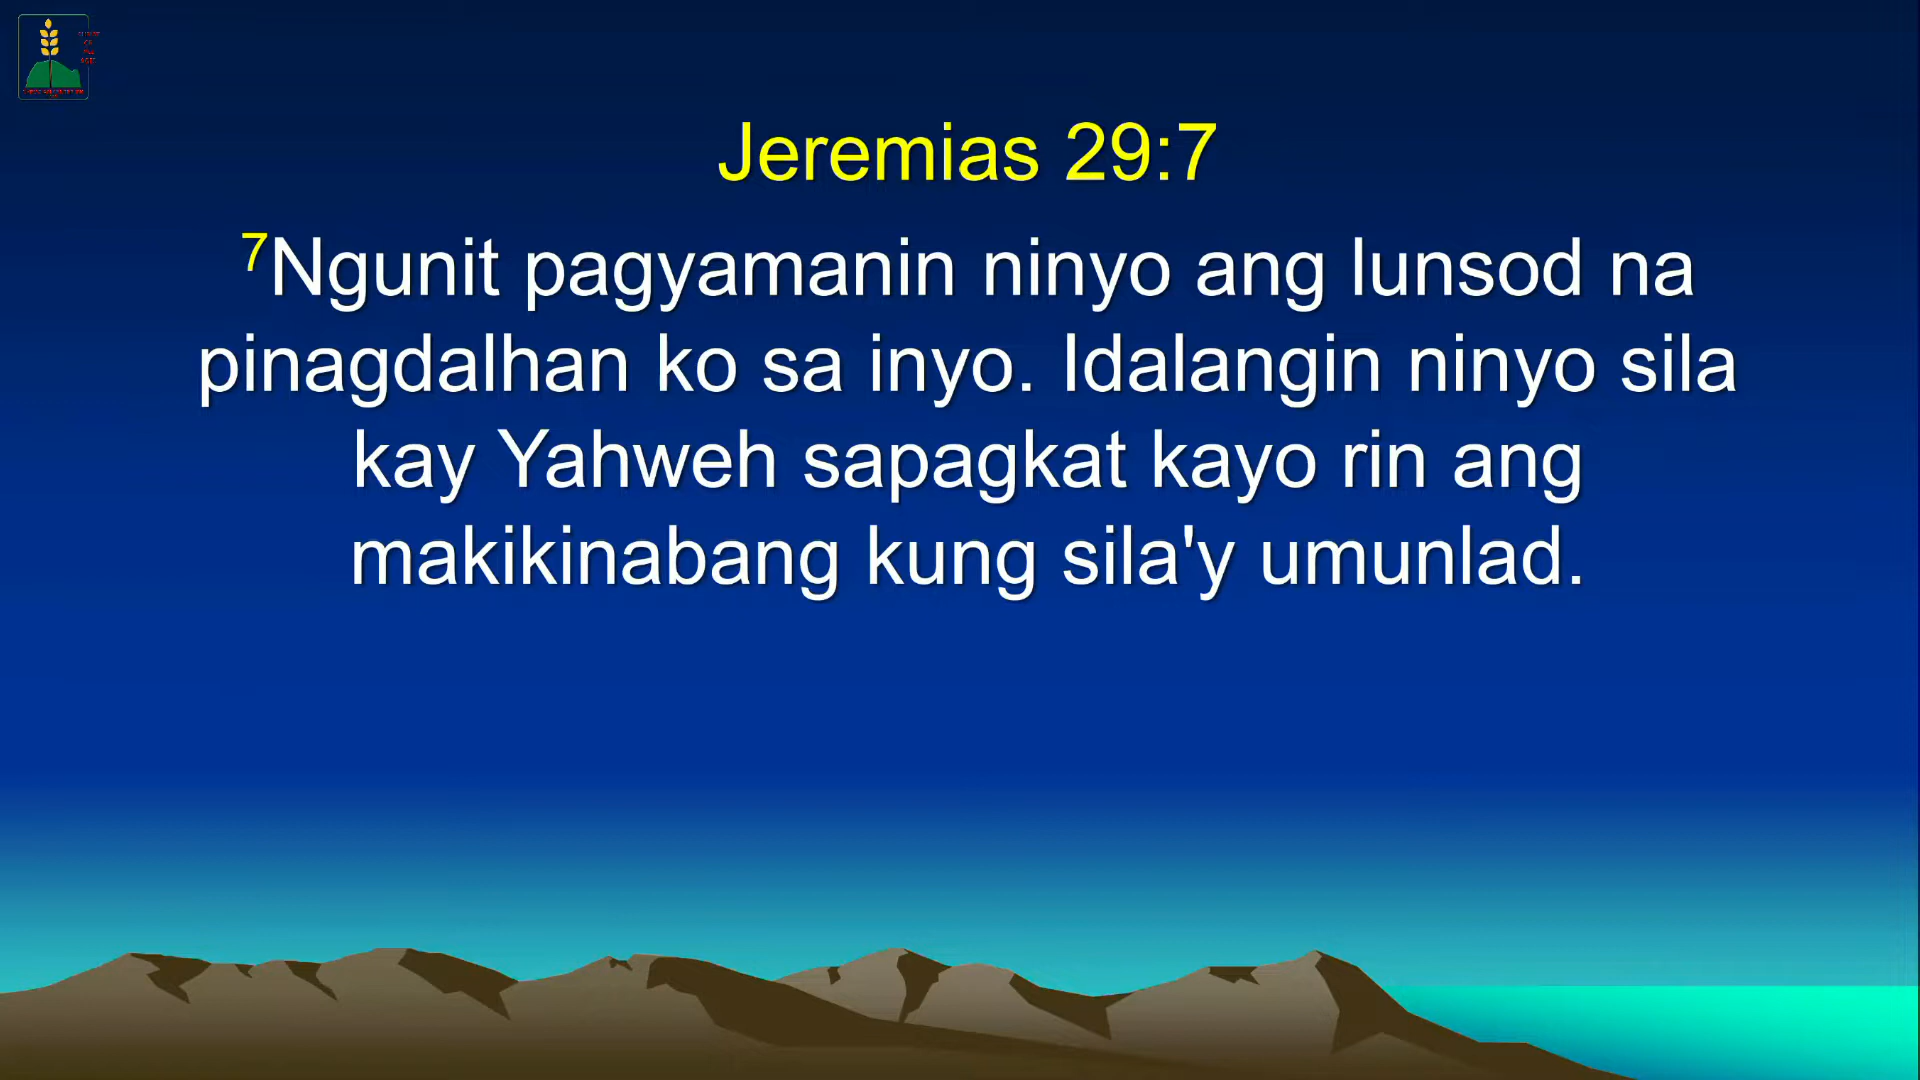 Jeremias 29:7
7Ngunit pagyamanin ninyo ang lunsod na
pinagdalhan ko sa inyo. Idalangin ninyo sila
kay Yahweh sapagkat kayo rin ang
makikinabang kung sila'y umunlad.